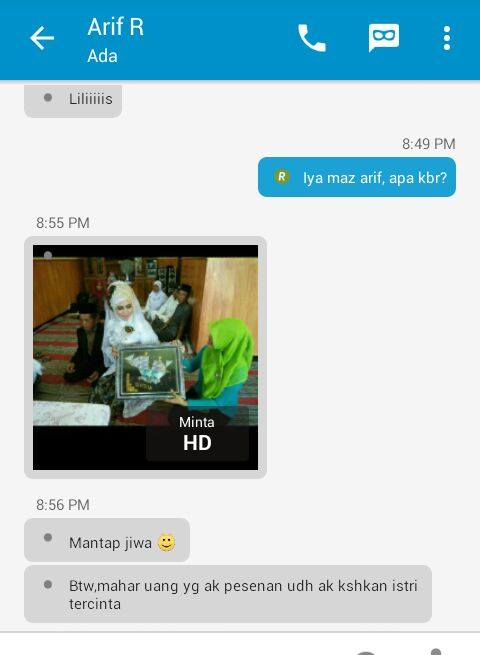 Arif R
Ada
Liliiiiis
8:49 PM
R Iya maz arif, apa kbr?
8:55 PM
Minta
HD
8:56 PM
Mantap jiwa
Btw,mahar uang yg ak pesenan udh ak kshkan istri
tercinta